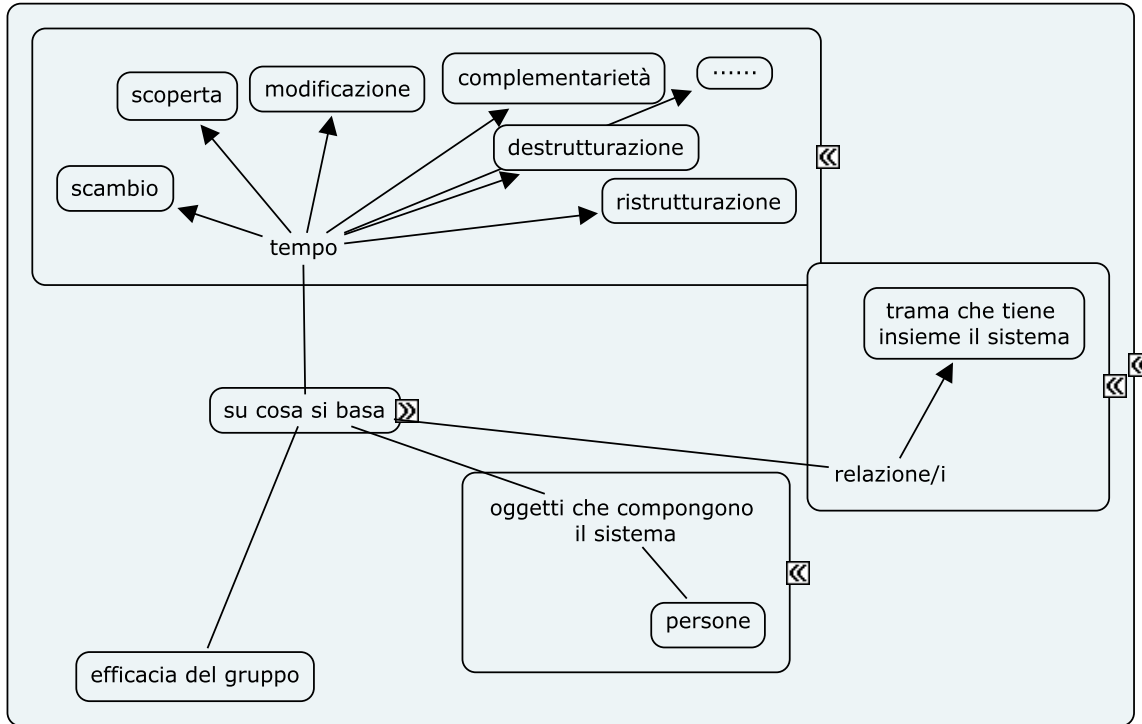 complementarietà
......
modificazione
scoperta
destrutturazione
scambio
ristrutturazione
tempo
trama che tiene
insieme il sistema
su cosa si basa
relazione/i
oggetti che compongono
il sistema
persone
efficacia del gruppo